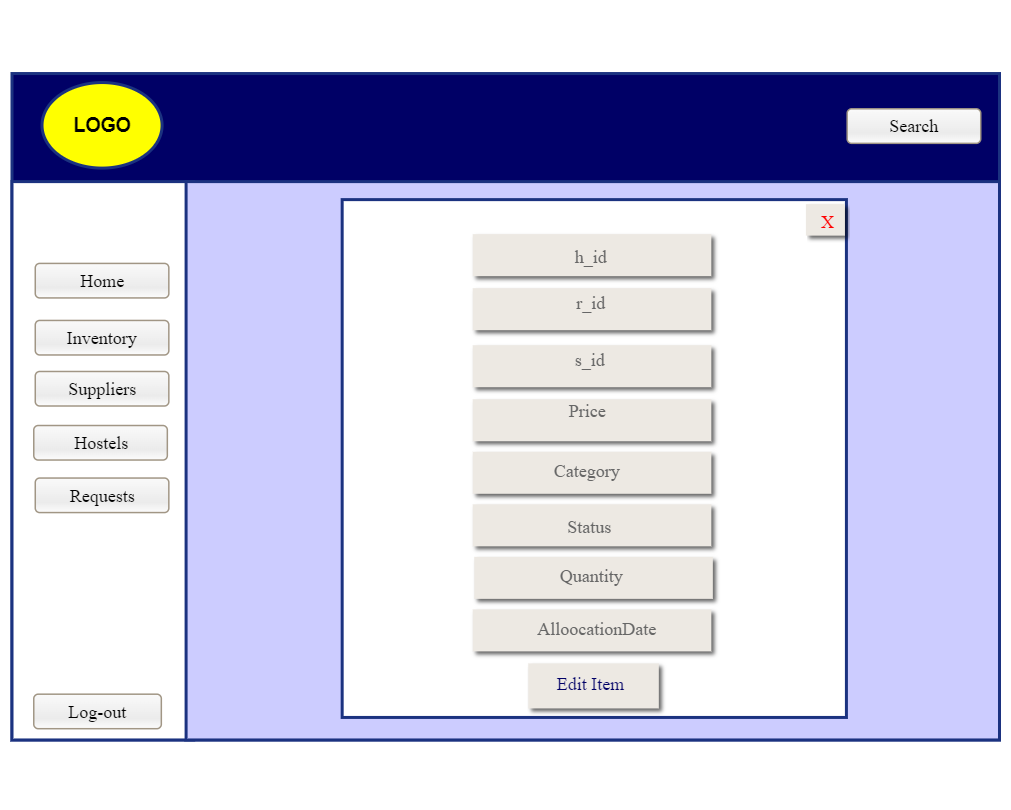 LOGO
Search
X
h_id
r_id
s_id
Price
Category
Status
Quantity
AlloocationDate
Edit Item
Home
Inventory
Suppliers
Hostels
Requests
Log-out